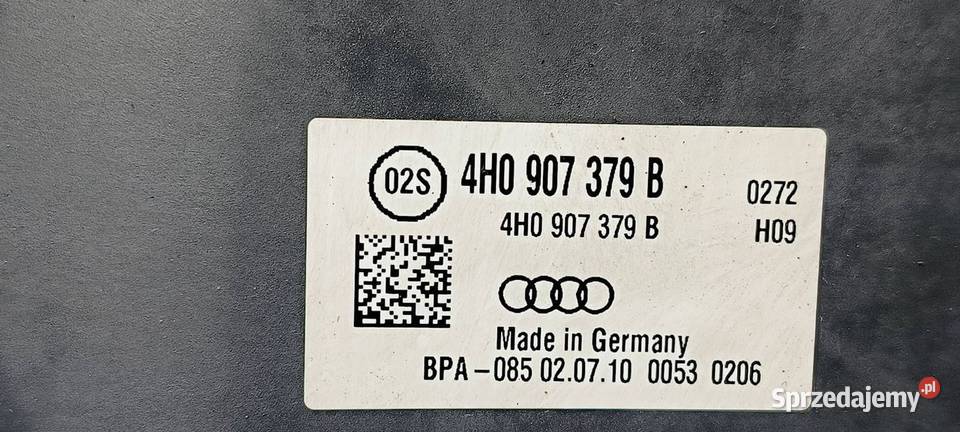 02S 4H0 907 379 B 0272
4H0 907 379 B H09
Made in Germany
BPA-085 02.07.10 0053 0206
Sprzedajemy.pl